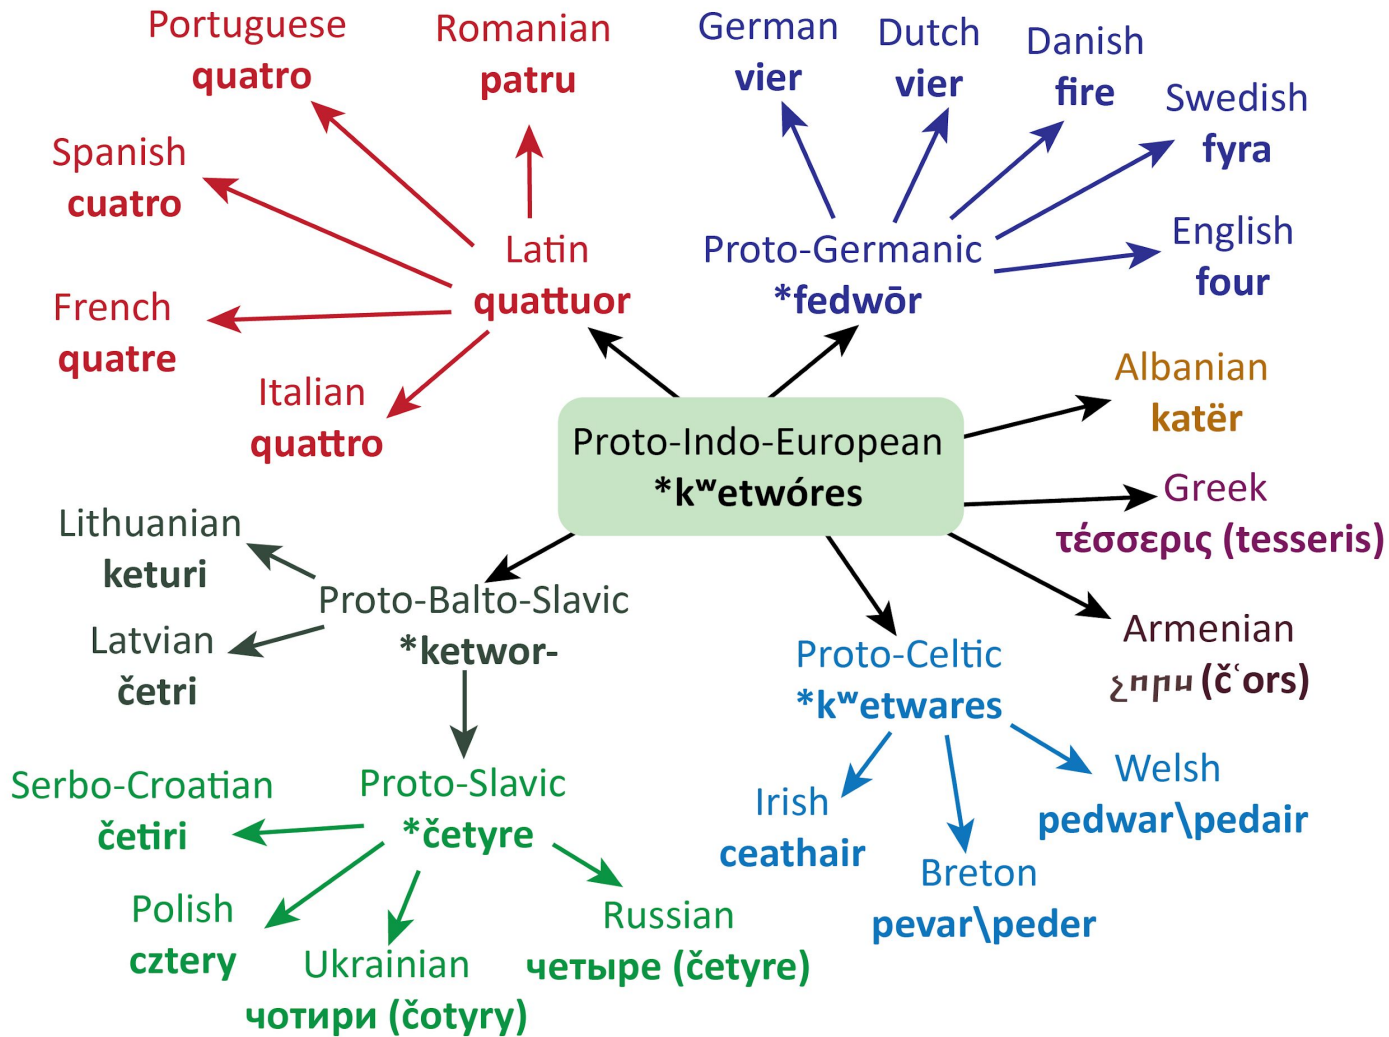 Portuguese
quatro
Romanian
patru
German
vier
Dutch
vier
Danish
fire
Swedish
fyra
Spanish
cuatro
Latin
quattuor
Proto-Germanic
*fedwōr
English
four
French
quatre
Italian
quattro
Albanian
katër
Proto-Indo-European
*kʷetwóres
Greek
τέσσερις (tesseris)
Lithuanian
keturi
Proto-Balto-Slavic
*ketwor-
Latvian
četri
Armenian
չորս (čʿors)
Proto-Celtic
*kʷetwares
Welsh
pedwar\pedair
Irish
ceathair
Breton
pevar\peder
Serbo-Croatian
četiri
Proto-Slavic
*četyre
Polish
cztery
Ukrainian
чотири (čotyry)
Russian
четыре (četyre)